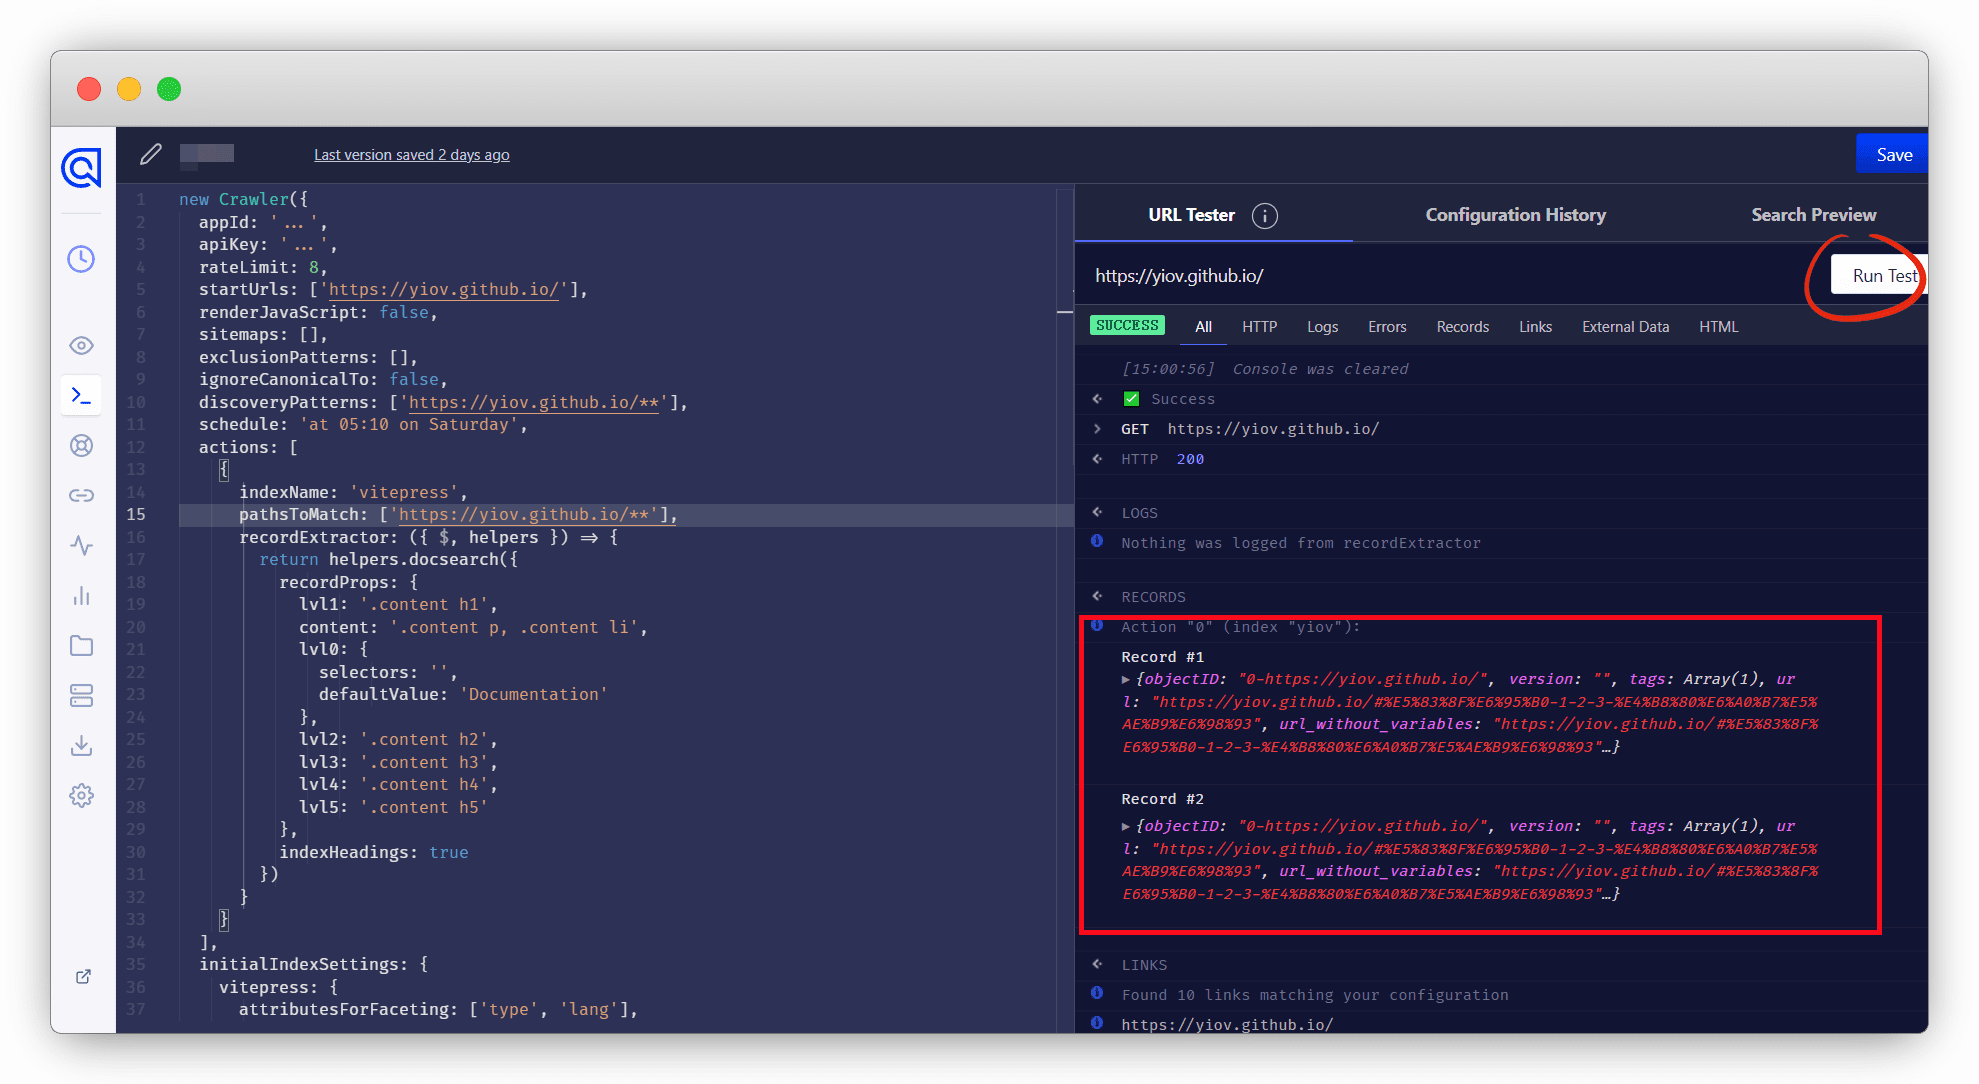 Last version saved 2 days ago
Save
1 new Crawler({
2 appId: '...',
3 apiKey: '...',
4 rateLimit: 8,
5 startUrls: ['https://yiov.github.io/'],
6 renderJavaScript: false,
7 sitemaps: [],
8 exclusionPatterns: [],
9 ignoreCanonicalTo: false,
10 discoveryPatterns: ['https://yiov.github.io/**'],
11 schedule: 'at 05:10 on Saturday',
12 actions: [
13 {
14 indexName: 'vitepress',
15 pathsToMatch: ['https://yiov.github.io/**'],
16 recordExtractor: ({ $, helpers }) => {
17 return helpers.docsearch({
18 recordProps: {
19 lvl1: '.content h1',
20 content: '.content p, .content li',
21 lvl0: {
22 selectors: '',
23 defaultValue: 'Documentation'
24 },
25 lvl2: '.content h2',
26 lvl3: '.content h3',
27 lvl4: '.content h4',
28 lvl5: '.content h5'
29 },
30 indexHeadings: true
31 })
32 }
33 }
34 ],
35 initialIndexSettings: {
36 vitepress: {
37 attributesForFaceting: ['type', 'lang'],
URL Tester Configuration History Search Preview
https://yiov.github.io/ Run Test
SUCCESS All HTTP Logs Errors Records Links External Data HTML
[15:00:56] Console was cleared
Success
GET https://yiov.github.io/
HTTP 200
LOGS
Nothing was logged from recordExtractor
RECORDS
Action "0" (index "yiov"):
Record #1
{objectID: "0-https://yiov.github.io/", version: "", tags: Array(1), ur
l: "https://yiov.github.io/#%E5%83%8F%E6%95%B0-1-2-3-%E4%B8%80%E6%A0%B7%E5%
AE%B9%E6%98%93", url_without_variables: "https://yiov.github.io/#%E5%83%8F%
E6%95%B0-1-2-3-%E4%B8%80%E6%A0%B7%E5%AE%B9%E6%98%93"…}
Record #2
{objectID: "0-https://yiov.github.io/", version: "", tags: Array(1), ur
l: "https://yiov.github.io/#%E5%83%8F%E6%95%B0-1-2-3-%E4%B8%80%E6%A0%B7%E5%
AE%B9%E6%98%93", url_without_variables: "https://yiov.github.io/#%E5%83%8F%
E6%95%B0-1-2-3-%E4%B8%80%E6%A0%B7%E5%AE%B9%E6%98%93"…}
LINKS
Found 10 links matching your configuration
https://yiov.github.io/